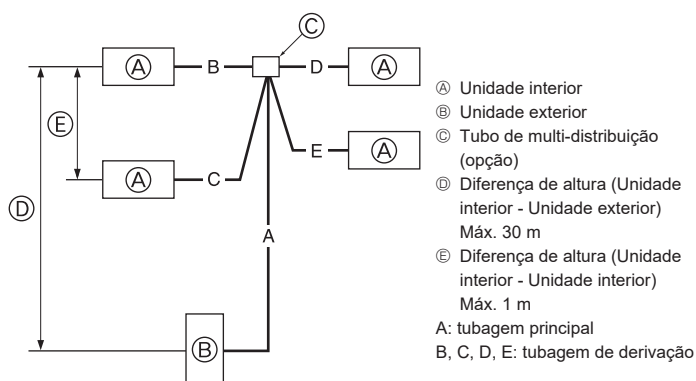 Ⓒ
Ⓐ B D Ⓐ
Ⓔ
E Ⓐ
Ⓐ C
Ⓓ
A
Ⓑ
Ⓐ Unidade interior
Ⓑ Unidade exterior
Ⓒ Tubo de multi-distribuição
(opção)
Ⓓ Diferença de altura (Unidade
interior - Unidade exterior)
Máx. 30 m
Ⓔ Diferença de altura (Unidade
interior - Unidade interior)
Máx. 1 m
A: tubagem principal
B, C, D, E: tubagem de derivação